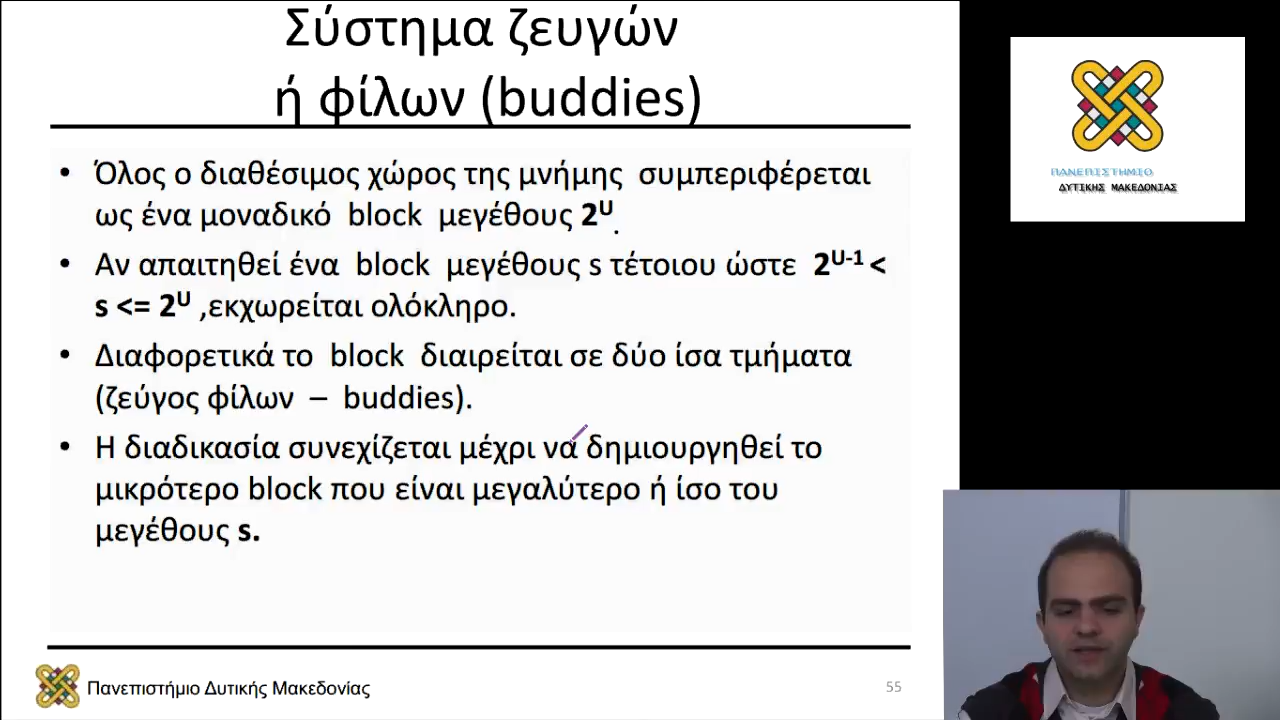 Σύστημα ζευγών
ή φίλων (buddies)
• Όλος ο διαθέσιμος χώρος της μνήμης συμπεριφέρεται
ως ένα μοναδικό block μεγέθους 2^U.
• Αν απαιτηθεί ένα block μεγέθους s τέτοιου ώστε 2^U-1 <
s <= 2^U ,εκχωρείται ολόκληρο.
• Διαφορετικά το block διαιρείται σε δύο ίσα τμήματα
(ζεύγος φίλων – buddies).
• Η διαδικασία συνεχίζεται μέχρι να δημιουργηθεί το
μικρότερο block που είναι μεγαλύτερο ή ίσο του
μεγέθους s.
Πανεπιστήμιο Δυτικής Μακεδονίας
55
ΠΑΝΕΠΙΣΤΗΜΙΟ
ΔΥΤΙΚΗΣ ΜΑΚΕΔΟΝΙΑΣ